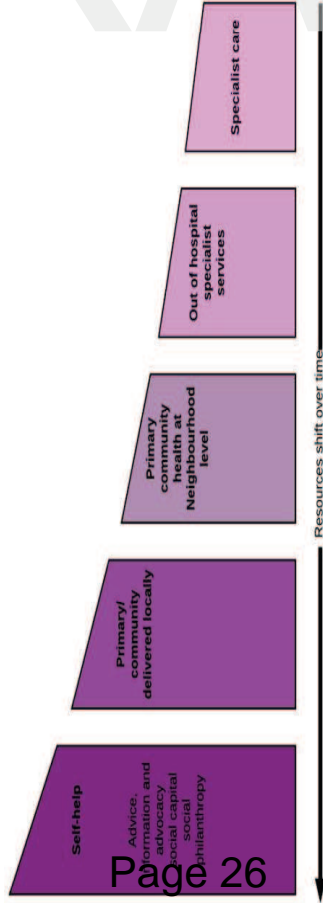 Self-help
Advice,
information and
advocacy
social capital
social
philanthropy
Primary/
community
delivered locally
Primary
community
health at
Neighbourhood
level
Out of hospital
specialist
services
Specialist care
Resources shift over time
Page 26